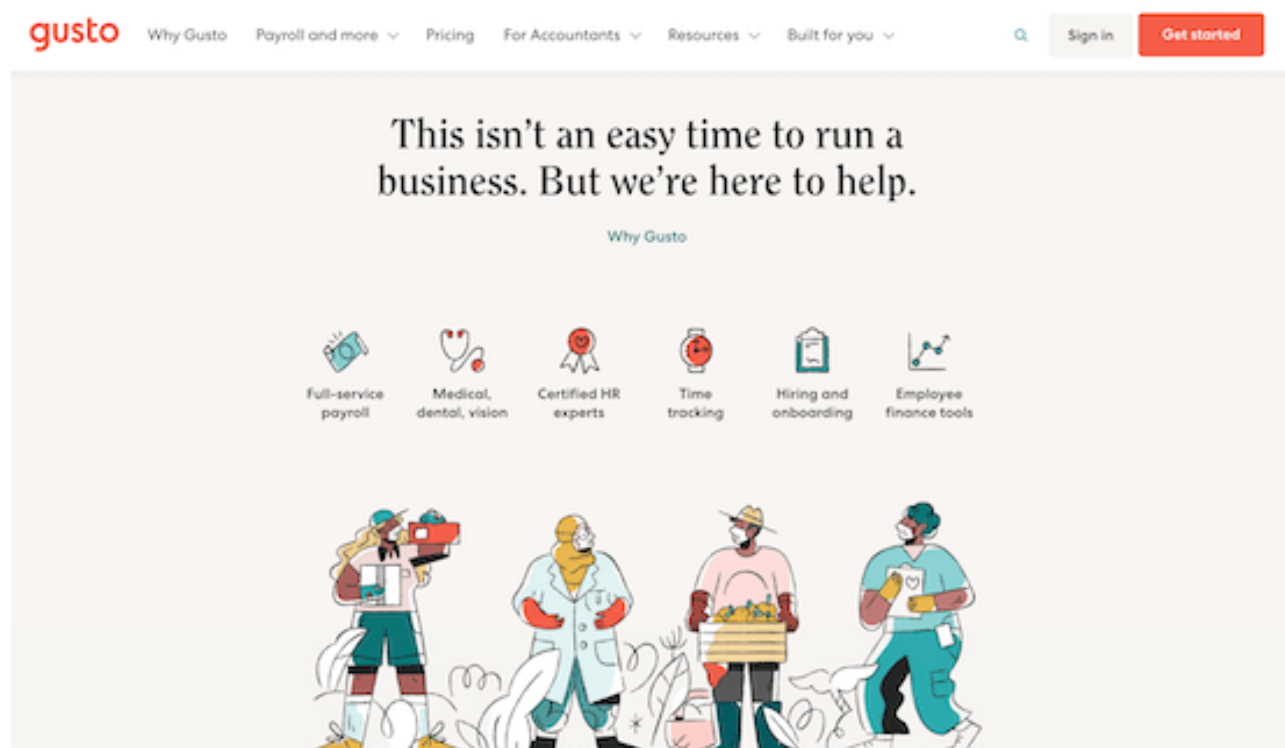 gusto
Why Gusto
Payroll and more
Pricing
For Accountants
Resources
Built for you
Sign in
Get started
This isn't an easy time to run a
business. But we're here to help.
Why Gusto
Full-service
payroll
Medical,
dental, vision
Certified HR
experts
Time
tracking
Hiring and
onboarding
Employee
finance tools